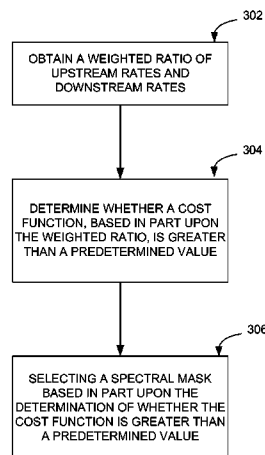 302
OBTAIN A WEIGHTED RATIO OF
UPSTREAM RATES AND
DOWNSTREAM RATES
304
DETERMINE WHETHER A COST
FUNCTION, BASED IN PART UPON
THE WEIGHTED RATIO, IS GREATER
THAN A PREDETERMINED VALUE
306
SELECTING A SPECTRAL MASK
BASED IN PART UPON THE
DETERMINATION OF WHETHER THE
COST FUNCTION IS GREATER THAN
A PREDETERMINED VALUE